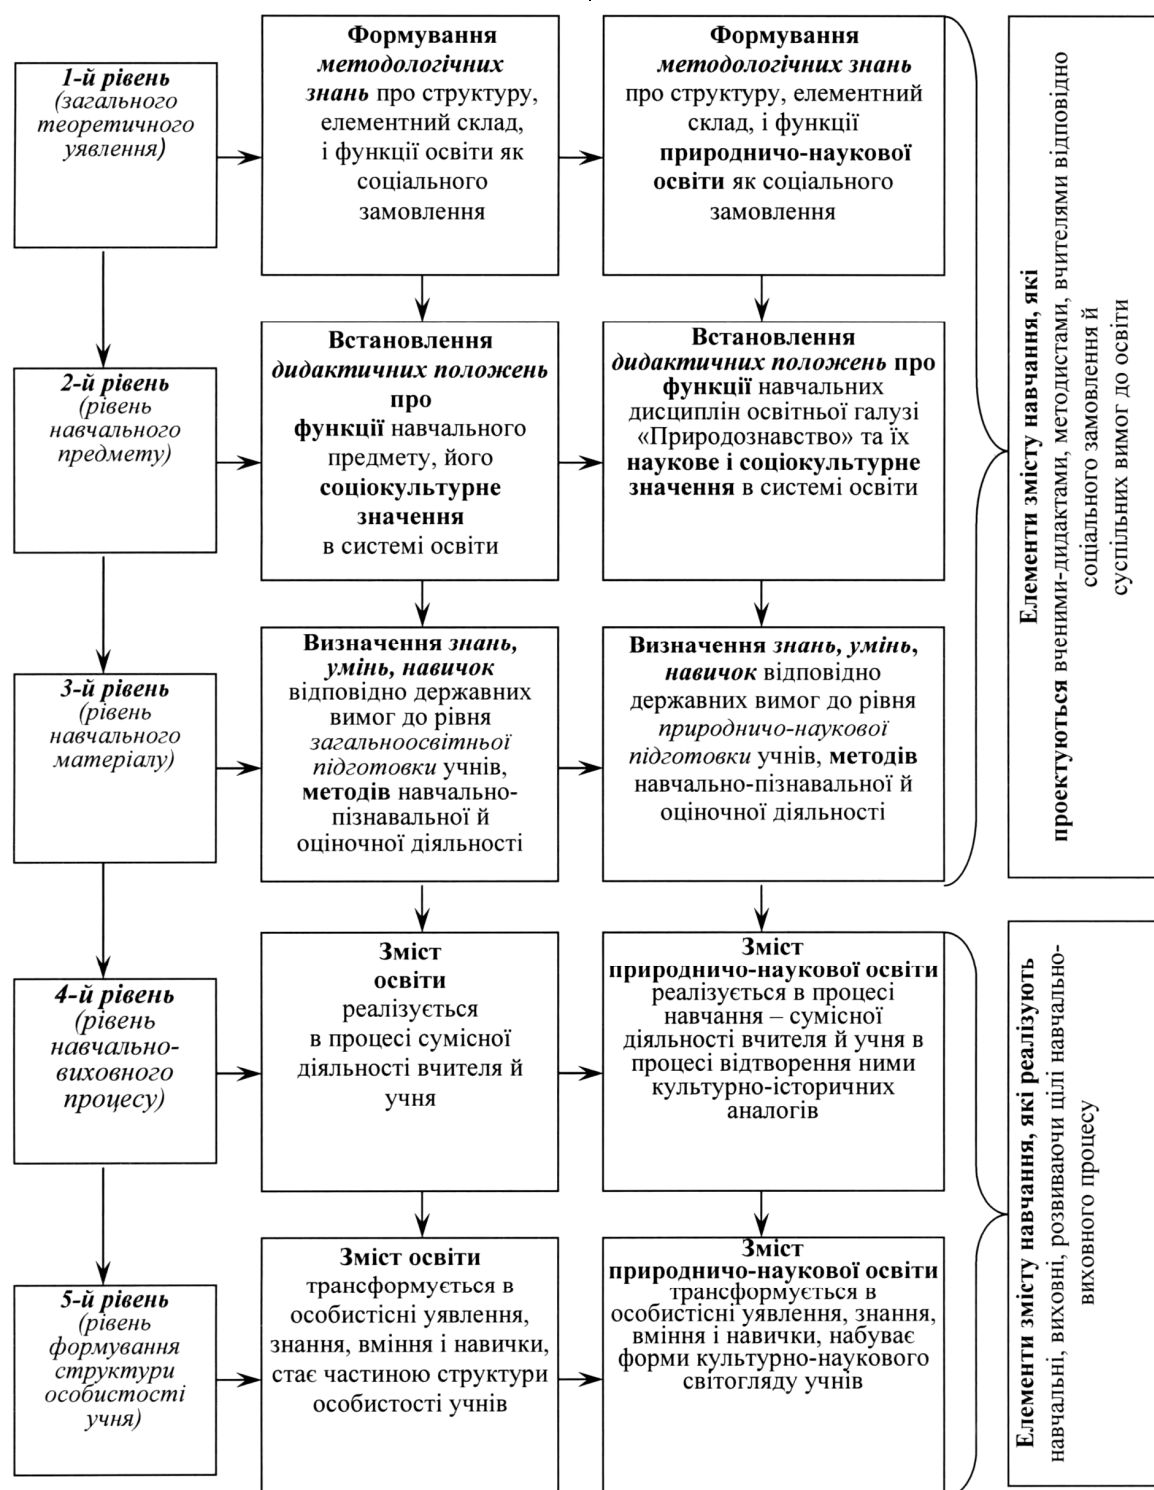 1-й рівень
(загального
теоретичного
уявлення)
Формування
методологічних
знань про структуру,
елементний склад,
і функції освіти як
соціального
замовлення
Формування
методологічних знань
про структуру, елементний
склад, і функції
природничо-наукової
освіти як соціального
замовлення
2-й рівень
(рівень
навчального
предмету)
Встановлення
дидактичних положень
про
функції навчального
предмету, його
соціокультурне
значення
в системі освіти
Встановлення
дидактичних положень про
функції навчальних
дисциплін освітньої галузі
«Природознавство» та їх
наукове і соціокультурне
значення в системі освіти
3-й рівень
(рівень
навчального
матеріалу)
Визначення знань,
умінь, навичок
відповідно державних
вимог до рівня
загальноосвітньої
підготовки учнів,
методів навчально-
пізнавальної й
оціночної діяльності
Визначення знань, умінь,
навичок відповідно
державних вимог до рівня
природничо-наукової
підготовки учнів, методів
навчально-пізнавальної й
оціночної діяльності
Елементи змісту навчання, які
проектуються вченими-дидактами, методистами, вчителями відповідно
соціального замовлення й
суспільних вимог до освіти
4-й рівень
(рівень
навчально-
виховного
процесу)
Зміст
освіти
реалізується
в процесі сумісної
діяльності вчителя й
учня
Зміст
природничо-наукової освіти
реалізується в процесі
навчання – сумісної
діяльності вчителя й учня в
процесі відтворення ними
культурно-історичних
аналогів
5-й рівень
(рівень
формування
структури
особистості
учня)
Зміст освіти
трансформується в
особистісні уявлення,
знання, вміння і навички,
стає частиною структури
особистості учнів
Зміст
природничо-наукової освіти
трансформується в
особистісні уявлення, знання,
вміння і навички, набуває
форми культурно-наукового
світогляду учнів
Елементи змісту навчання, які реалізують
навчальні, виховні, розвиваючи цілі навчально-
виховного процесу